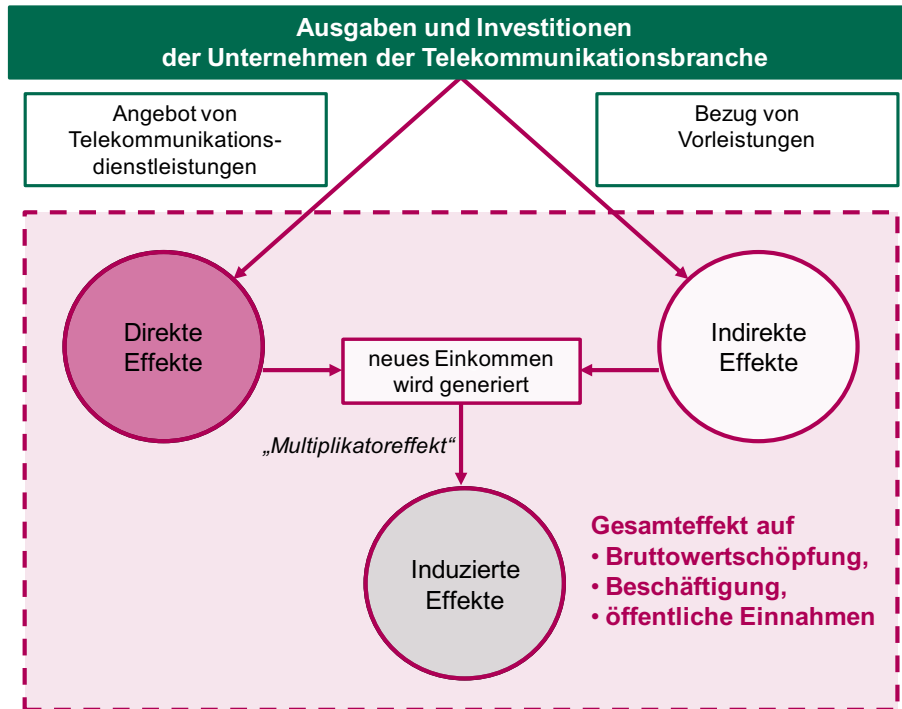 Ausgaben und Investitionen
der Unternehmen der Telekommunikationsbranche
Angebot von
Telekommunikations-
dienstleistungen
Bezug von
Vorleistungen
Direkte
Effekte
neues Einkommen
wird generiert
Indirekte
Effekte
„Multiplikatoreffekt“
Induzierte
Effekte
Gesamteffekt auf
• Bruttowertschöpfung,
• Beschäftigung,
• öffentliche Einnahmen